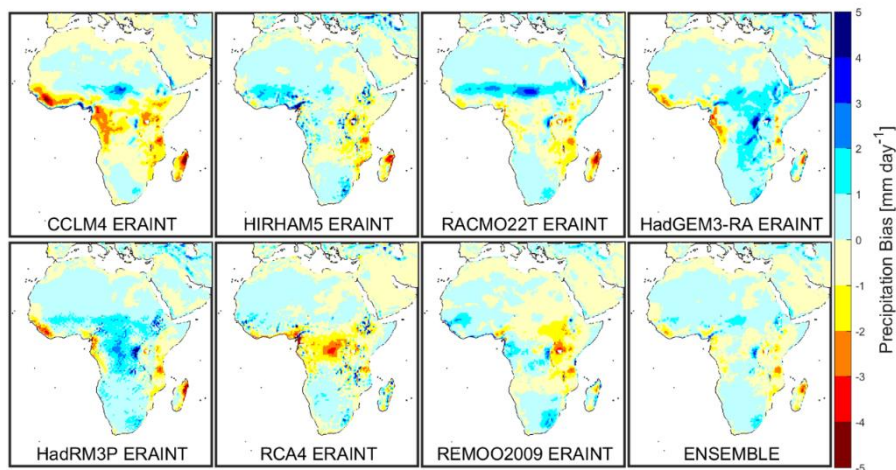 CCLM4 ERAINT
HIRHAM5 ERAINT
RACMO22T ERAINT
HadGEM3-RA ERAINT
HadRM3P ERAINT
RCA4 ERAINT
REMOO2009 ERAINT
ENSEMBLE
5
4
3
2
1
0
-1
-2
-3
-4
-5
Precipitation Bias [mm day-1]